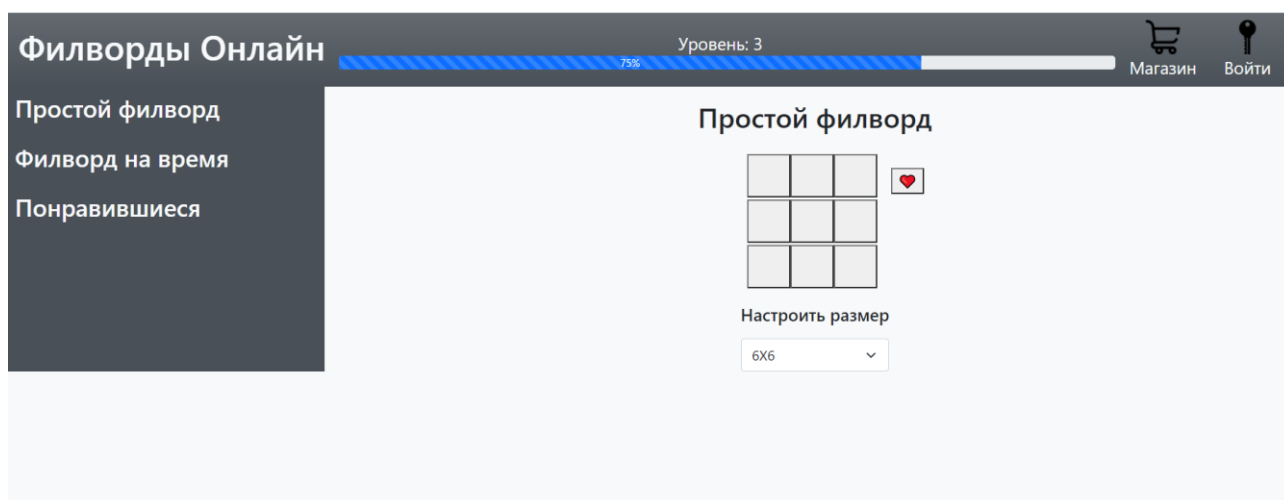 Филворды Онлайн
Уровень: 3
75%
Магазин
Войти
Простой филворд
Филворд на время
Понравившиеся
Простой филворд
Настроить размер
6X6